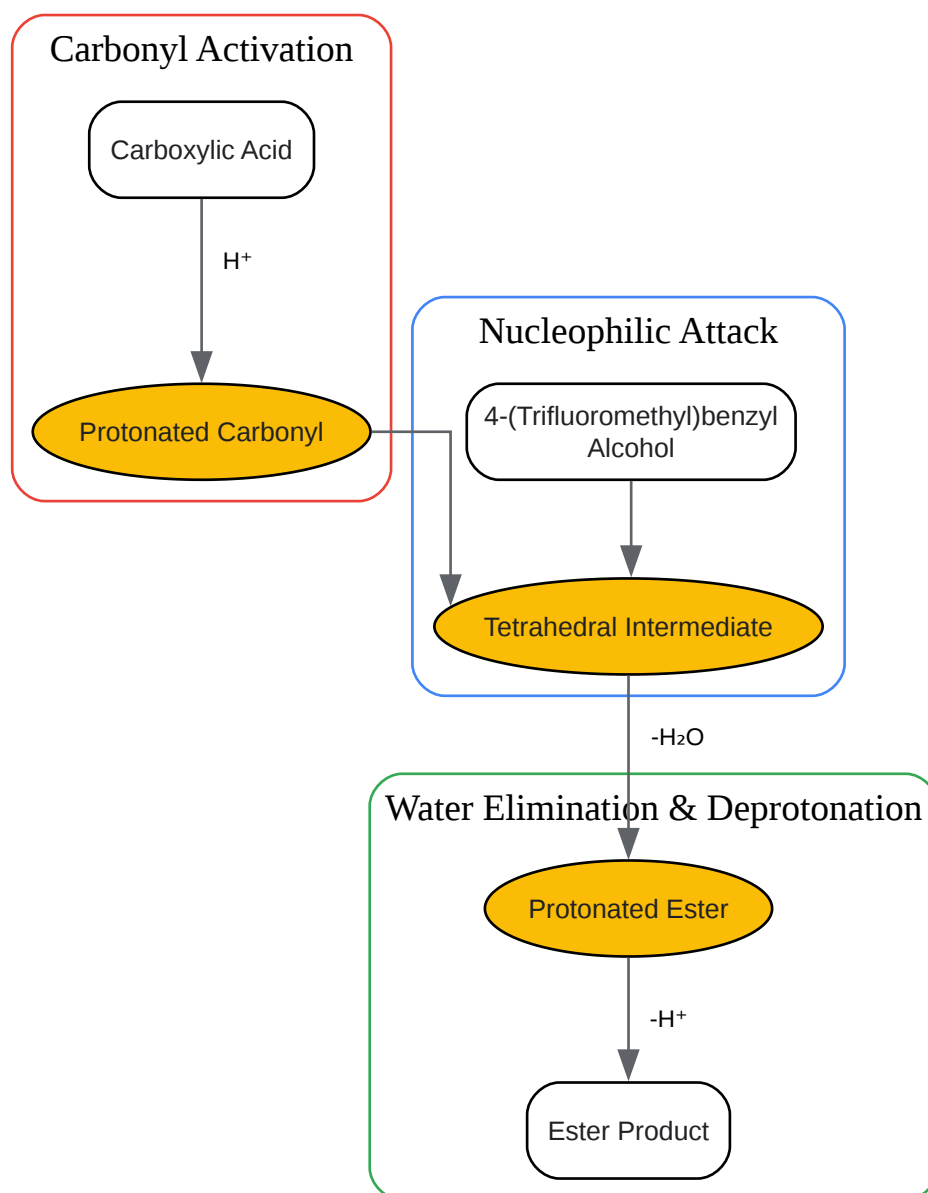 Carbonyl Activation
Carboxylic Acid
H⁺
Protonated Carbonyl
Nucleophilic Attack
4-(Trifluoromethyl)benzyl
Alcohol
Tetrahedral Intermediate
-H₂O
Water Elimination & Deprotonation
Protonated Ester
-H⁺
Ester Product